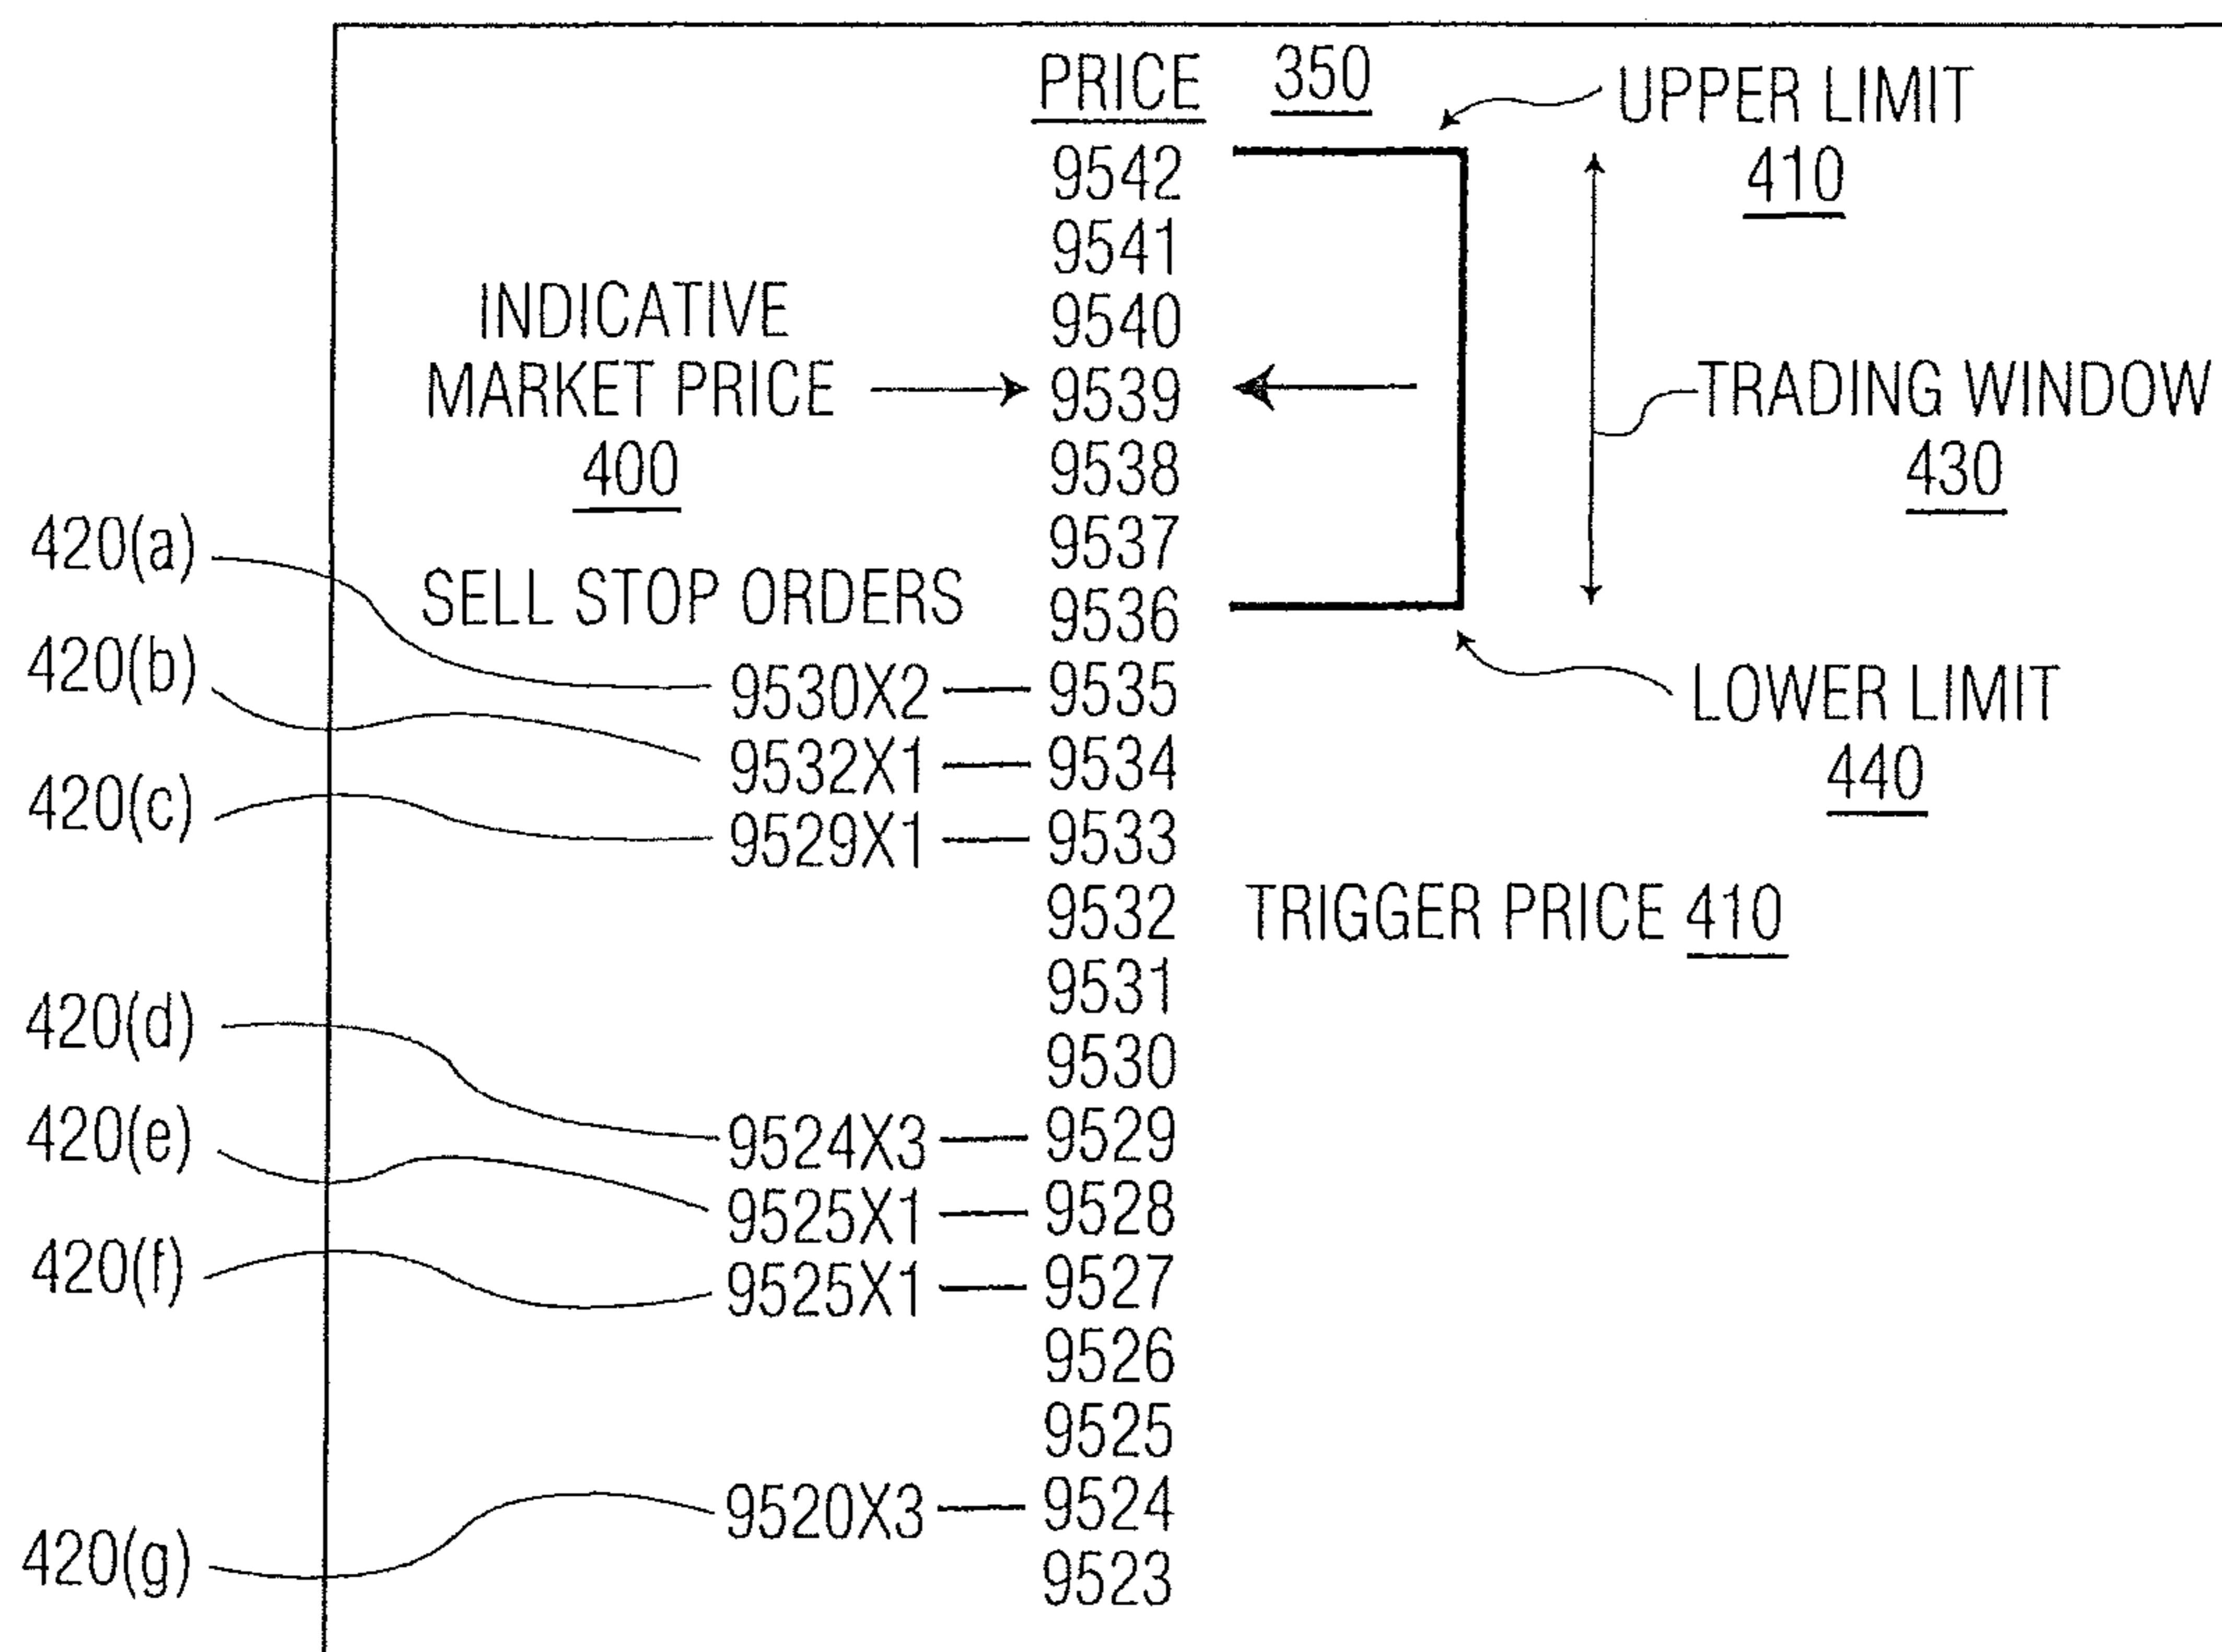 PRICE 350
UPPER LIMIT
410
9542
9541
INDICATIVE
MARKET PRICE
400
9540
9539
TRADING WINDOW
430
9538
420(a)
9537
SELL STOP ORDERS
9536
420(b)
9530X2 9535
LOWER LIMIT
440
9532X1 9534
420(c)
9529X1 9533
9532 TRIGGER PRICE 410
9531
420(d)
9530
420(e)
9524X3 9529
9525X1 9528
420(f)
9525X1 9527
9526
9525
9520X3 9524
420(g)
9523